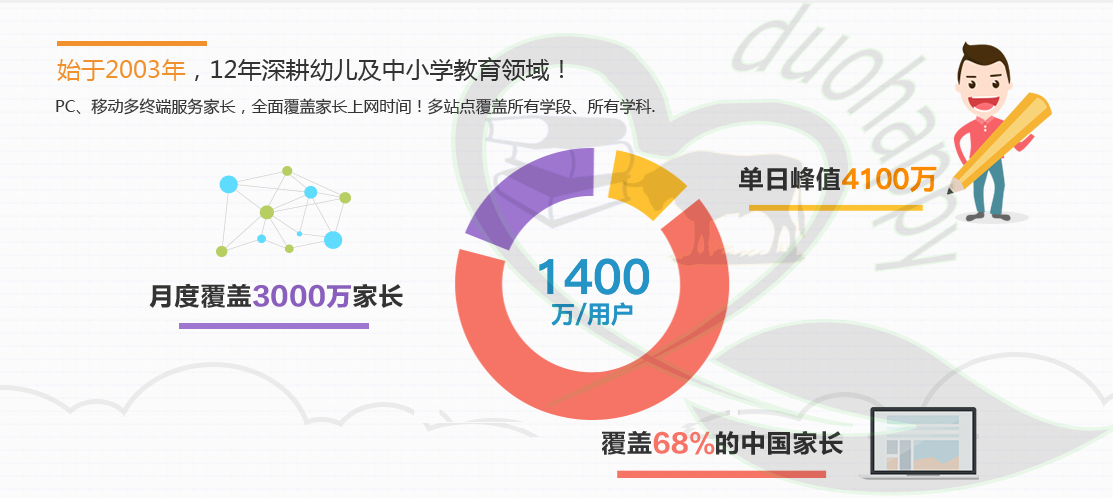 始于2003年，12年深耕幼儿及中小学教育领域！
PC、移动多终端服务家长，全面覆盖家长上网时间！多站点覆盖所有学段、所有学科.
duohappy
单日峰值4100万
1400
万/用户
月度覆盖3000万家长
覆盖68%的中国家长